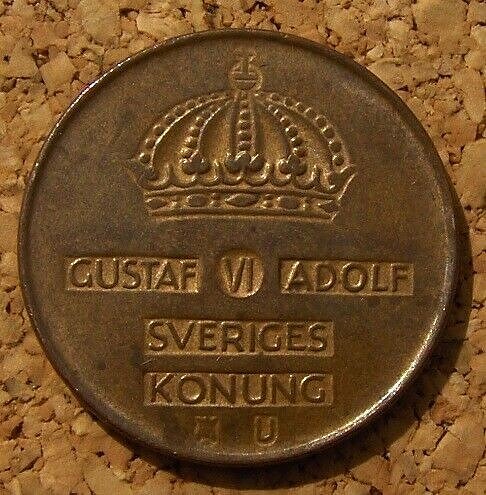 GUSTAF VI ADOLF
SVERIGES
KONUNG
U